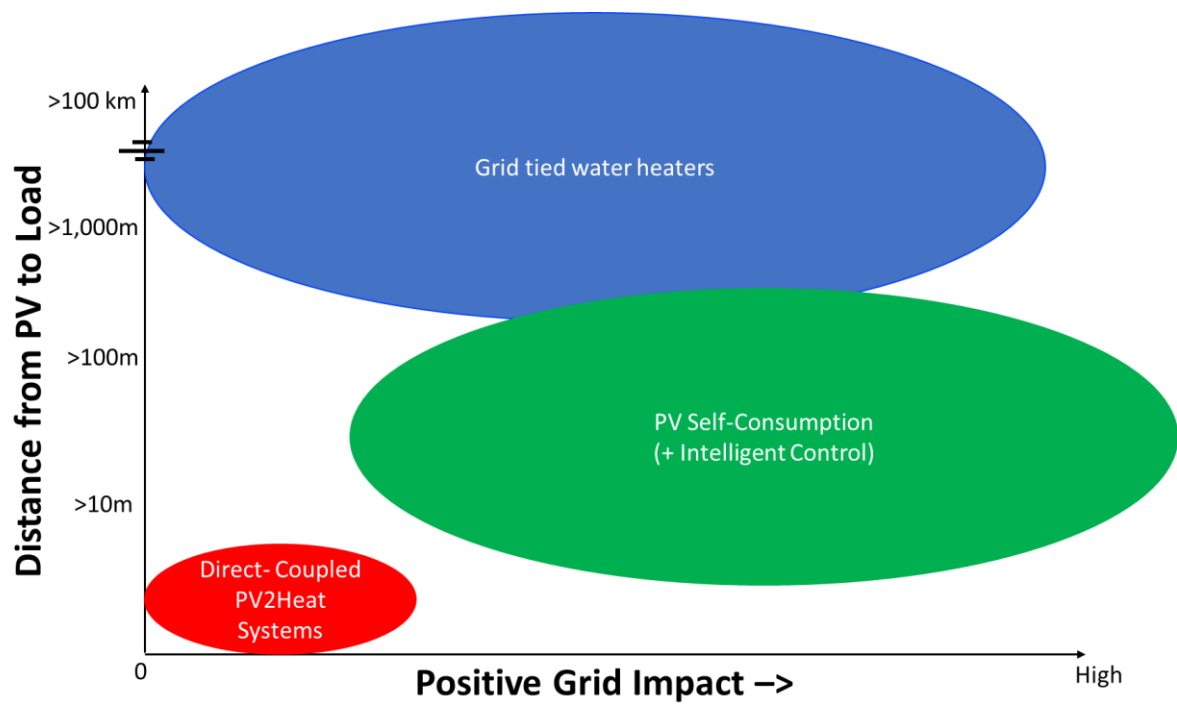 >100 km
Grid tied water heaters
>1,000m
Distance from PV to Load
>100m
PV Self-Consumption
(+ Intelligent Control)
>10m
Direct- Coupled
PV2Heat
Systems
0
Positive Grid Impact –>
High